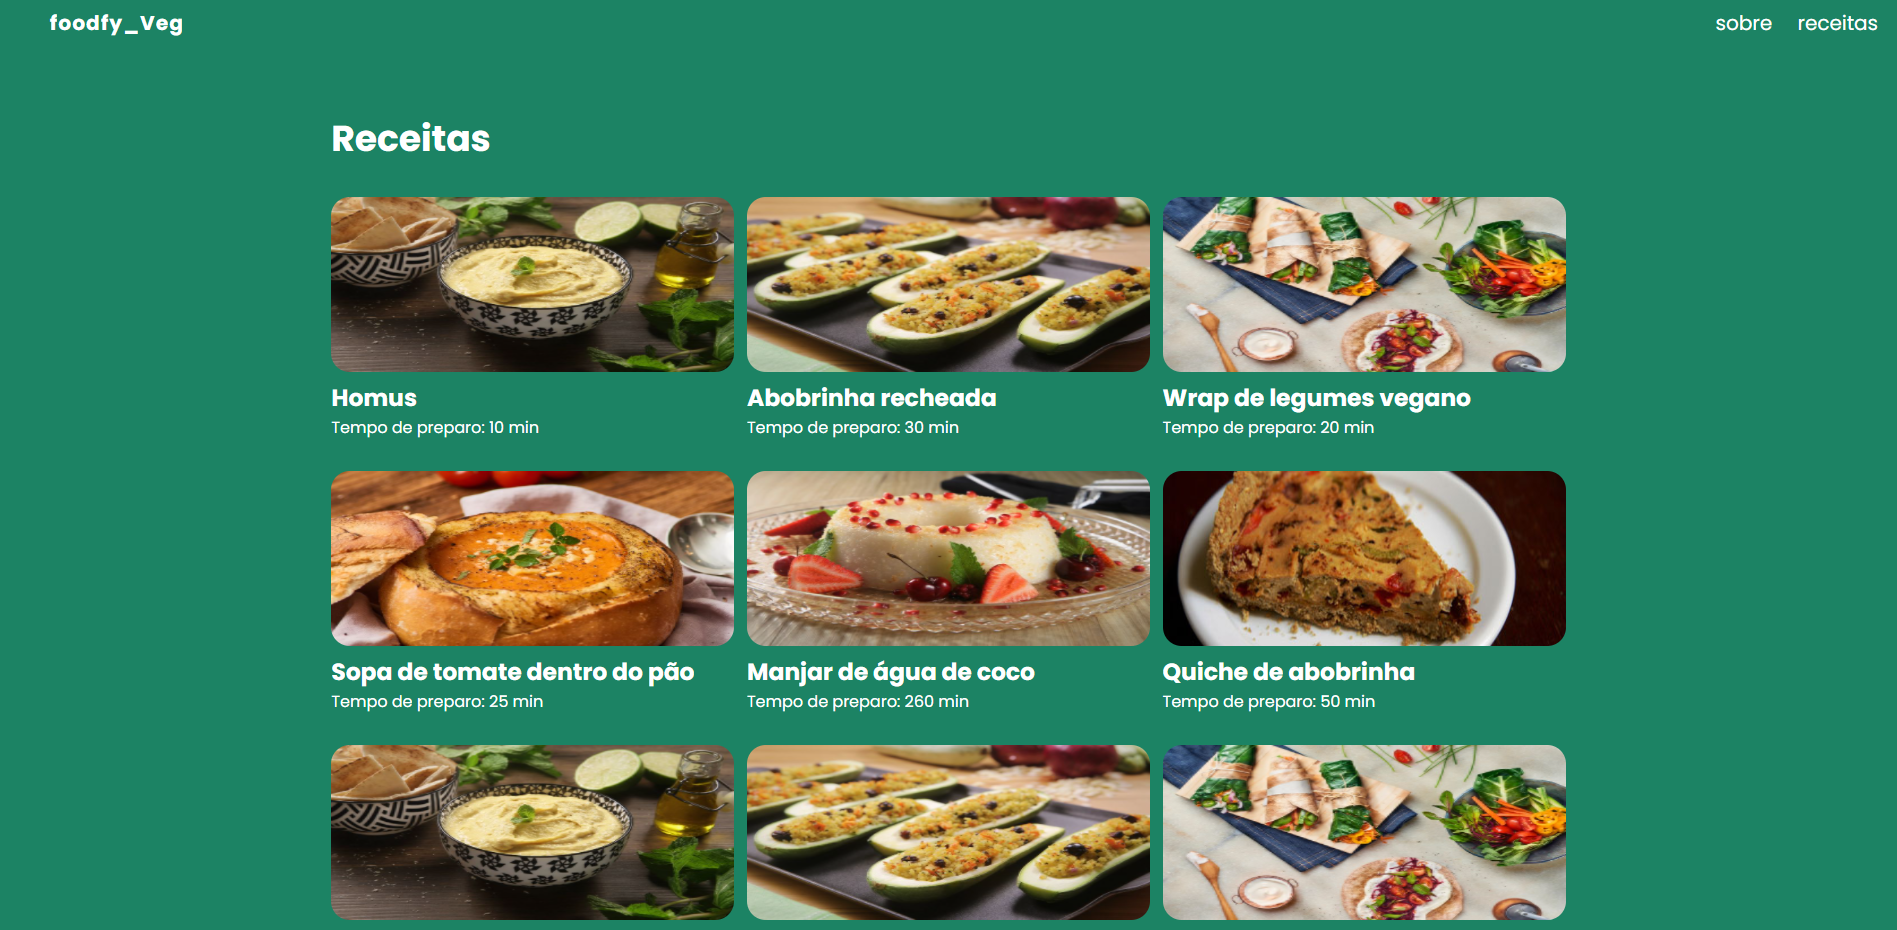 foodfy_Veg
sobre receitas
Receitas
Homus
Tempo de preparo: 10 min
Abobrinha recheada
Tempo de preparo: 30 min
Wrap de legumes vegano
Tempo de preparo: 20 min
Sopa de tomate dentro do pão
Tempo de preparo: 25 min
Manjar de água de coco
Tempo de preparo: 260 min
Quiche de abobrinha
Tempo de preparo: 50 min